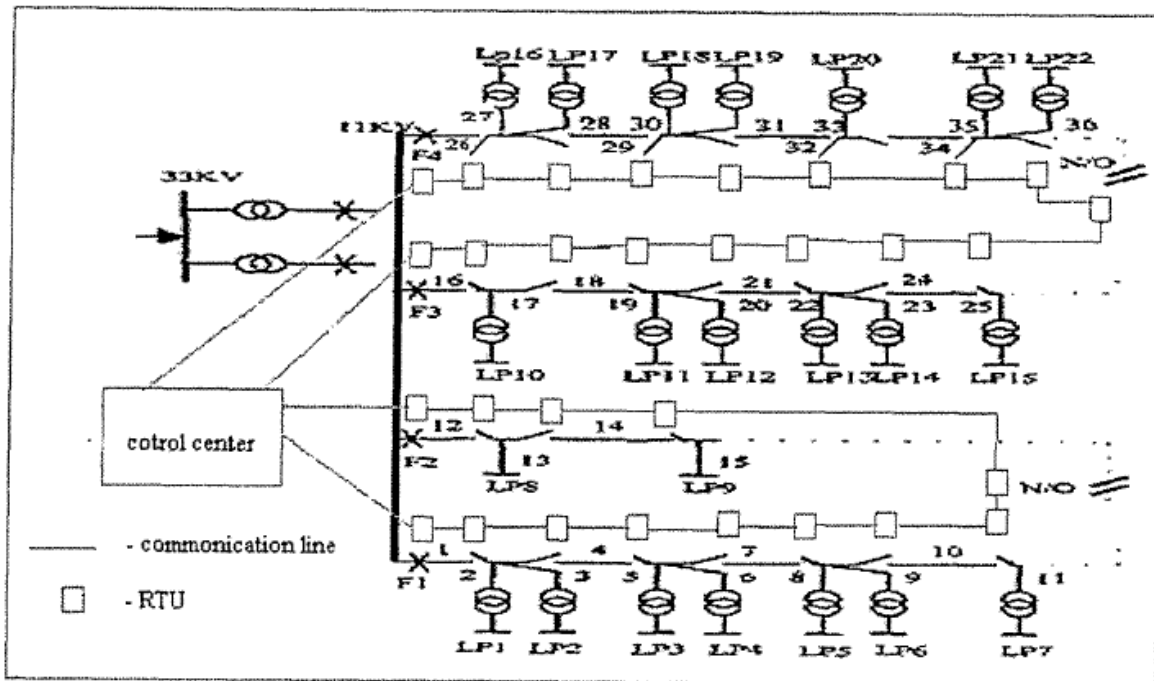 Lp16 LP17 LP18 LP19 LP20 LP21 LP22
27 28 30 31 33 35 36
11KV
F4 26 29 32 34
N/O
33KV
16 18 21 24
F3 17 19 20 22 23 25
LP10 LP11 LP12 LP13 LP14 LP15
cotrol center
12 14
F2 13 15
LP8 LP9
N/O
- commonication line
1 4 7 10
F1 2 3 5 6 8 9 11
- RTU
LP1 LP2 LP3 LP4 LP5 LP6 LP7